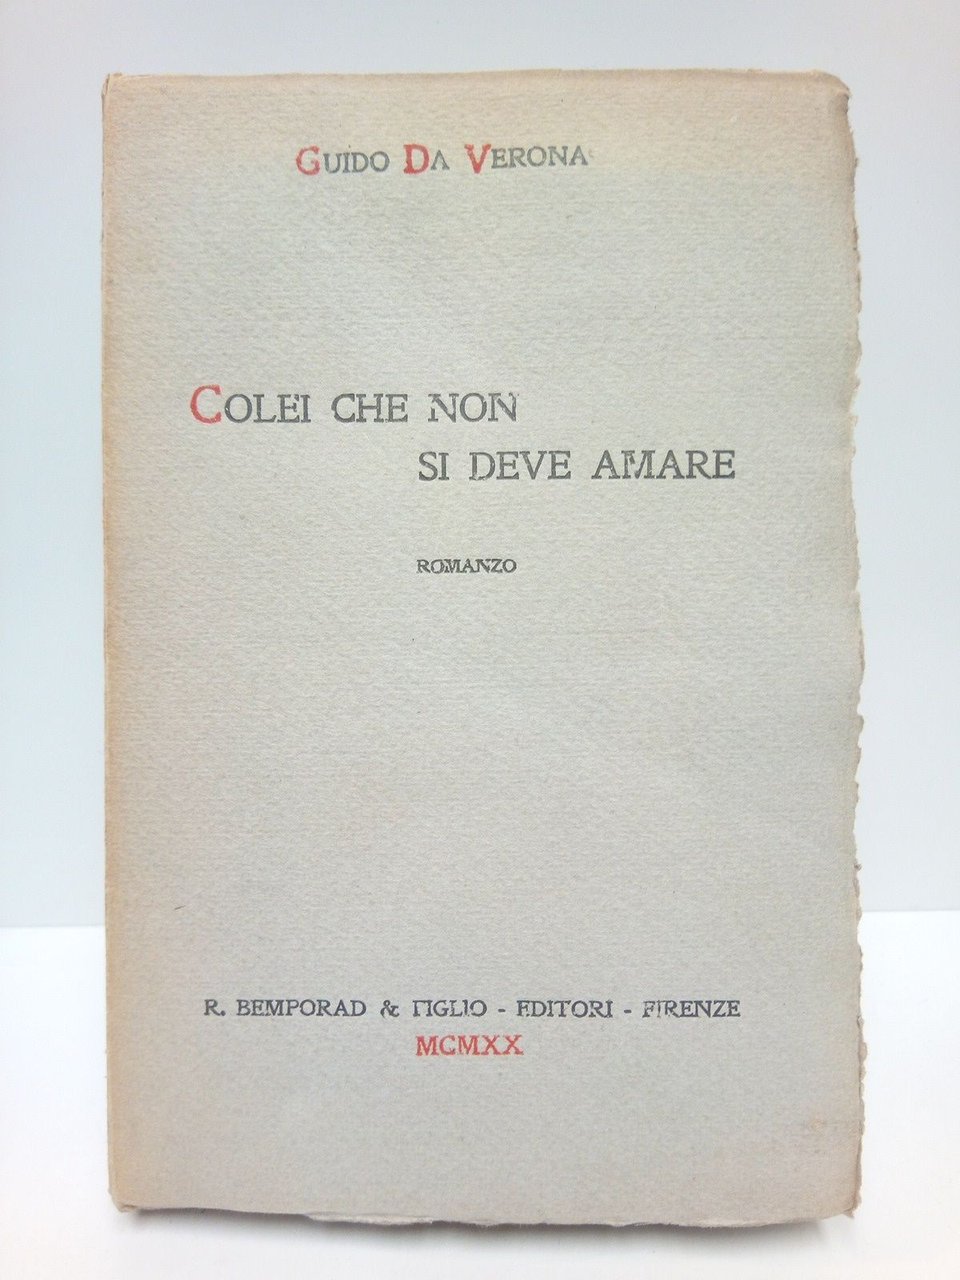 Guido Da Verona
Colei che non
si deve amare
ROMANZO
R. BEMPORAD & FIGLIO - EDITORI - FIRENZE
MCMXX